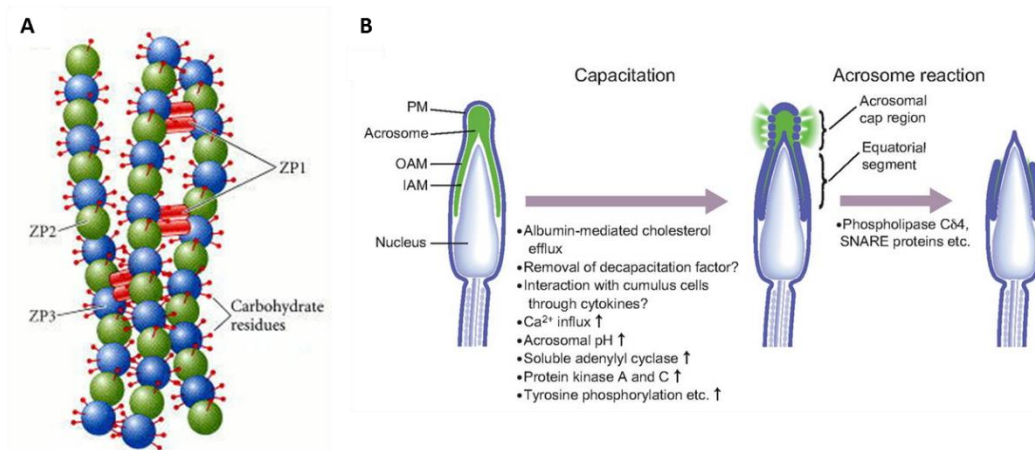 A
ZP1
ZP2
ZP3
Carbohydrate
residues
B
Capacitation
Acrosome reaction
PM
Acrosome
OAM
IAM
Nucleus
Acrosomal
cap region
Equatorial
segment
•Albumin-mediated cholesterol
efflux
•Removal of decapacitation factor?
•Interaction with cumulus cells
through cytokines?
•Ca²⁺ influx ↑
•Acrosomal pH ↑
•Soluble adenylyl cyclase ↑
•Protein kinase A and C ↑
•Tyrosine phosphorylation etc. ↑
•Phospholipase Cδ4,
SNARE proteins etc.